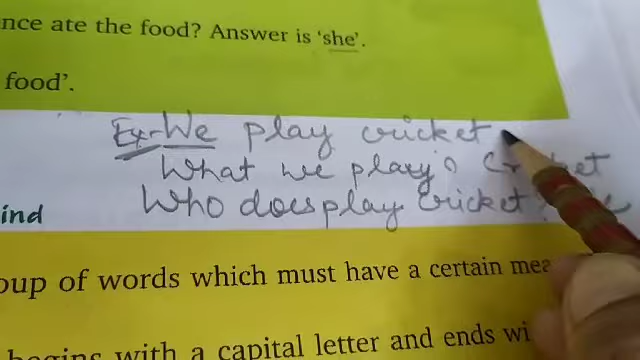 nce ate the food? Answer is 'she'.
food'.
Ex- We play cricket
What we play?
Who does play cricket?
ind
oup of words which must have a certain mea
begins with a capital letter and ends wi